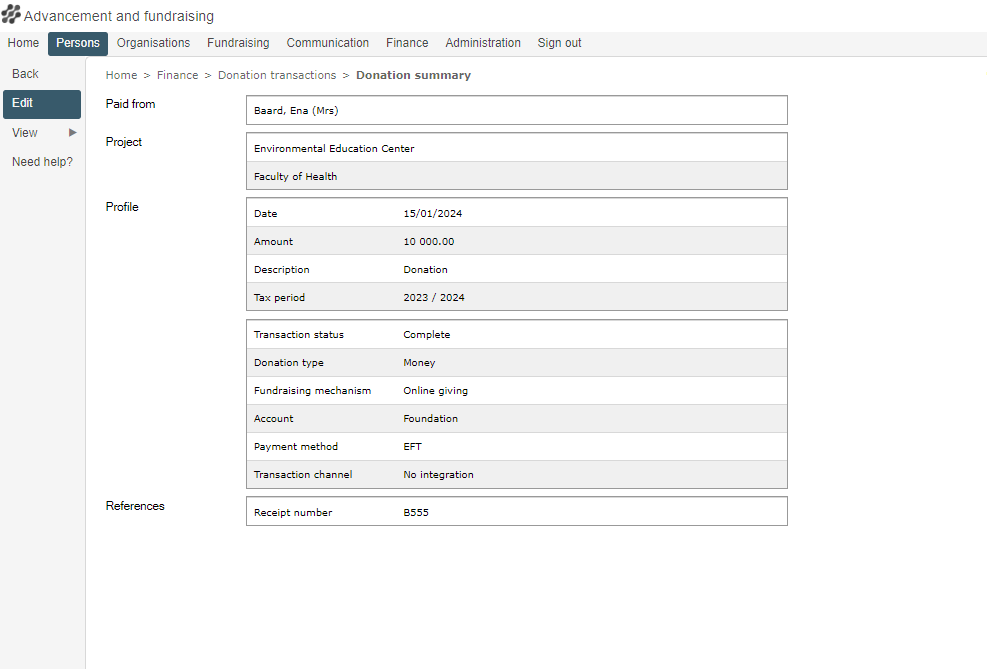 Advancement and fundraising
Home Persons Organisations Fundraising Communication Finance Administration Sign out
Back
Edit
View
Need help?
Home > Finance > Donation transactions > Donation summary
Paid from
Baard, Ena (Mrs)
Project
Environmental Education Center
Faculty of Health
Profile
Date 15/01/2024
Amount 10 000.00
Description Donation
Tax period 2023 / 2024
Transaction status Complete
Donation type Money
Fundraising mechanism Online giving
Account Foundation
Payment method EFT
Transaction channel No integration
References
Receipt number B555